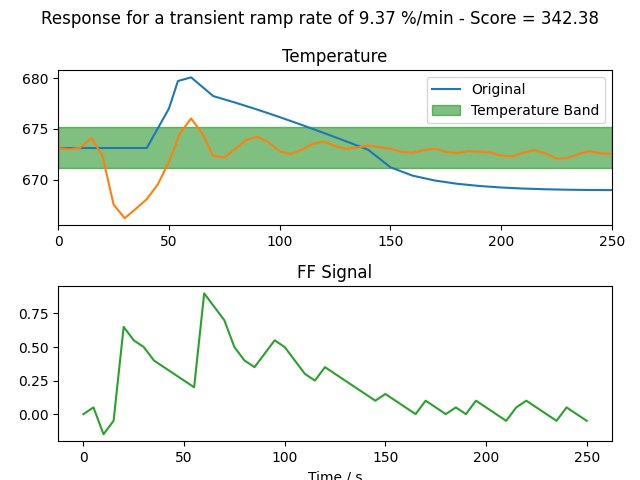 Response for a transient ramp rate of 9.37 %/min - Score = 342.38
Temperature
680
675
670
Original
Temperature Band
0 50 100 150 200 250
FF Signal
0.75
0.50
0.25
0.00
0 50 100 150 200 250
Time / s